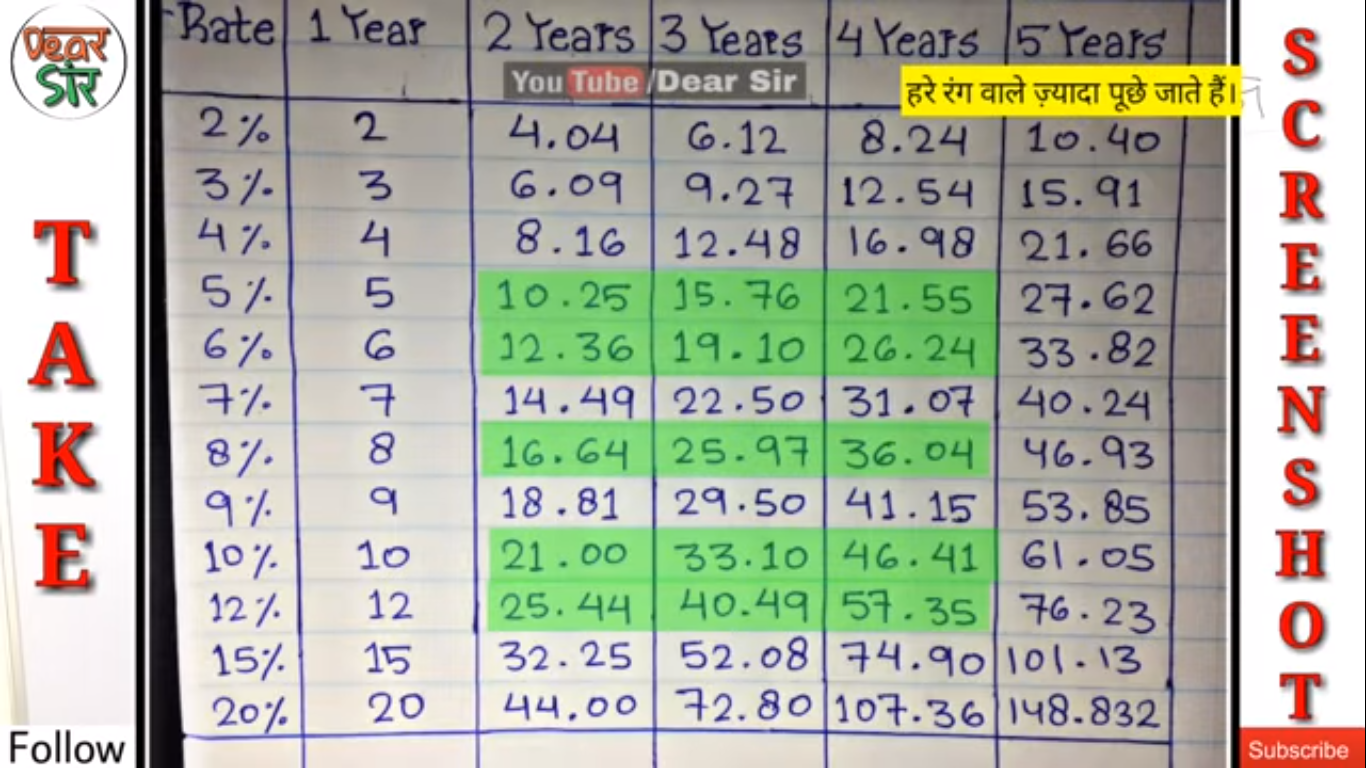 दियर
सर
Rate 1 Year 2 Years 3 Years 4 Years 5 Years
You Tube /Dear Sir
हरे रंग वाले ज़्यादा पूछे जाते हैं।
2% 2 4.04 6.12 8.24 10.40
3% 3 6.09 9.27 12.54 15.91
4% 4 8.16 12.48 16.98 21.66
5% 5 10.25 15.76 21.55 27.62
6% 6 12.36 19.10 26.24 33.82
7% 7 14.49 22.50 31.07 40.24
8% 8 16.64 25.97 36.04 46.93
9% 9 18.81 29.50 41.15 53.85
10% 10 21.00 33.10 46.41 61.05
12% 12 25.44 40.49 57.35 76.23
15% 15 32.25 52.08 74.90 101.13
20% 20 44.00 72.80 107.36 148.832
TAKE
SCREENSHOT
Follow
Subscribe